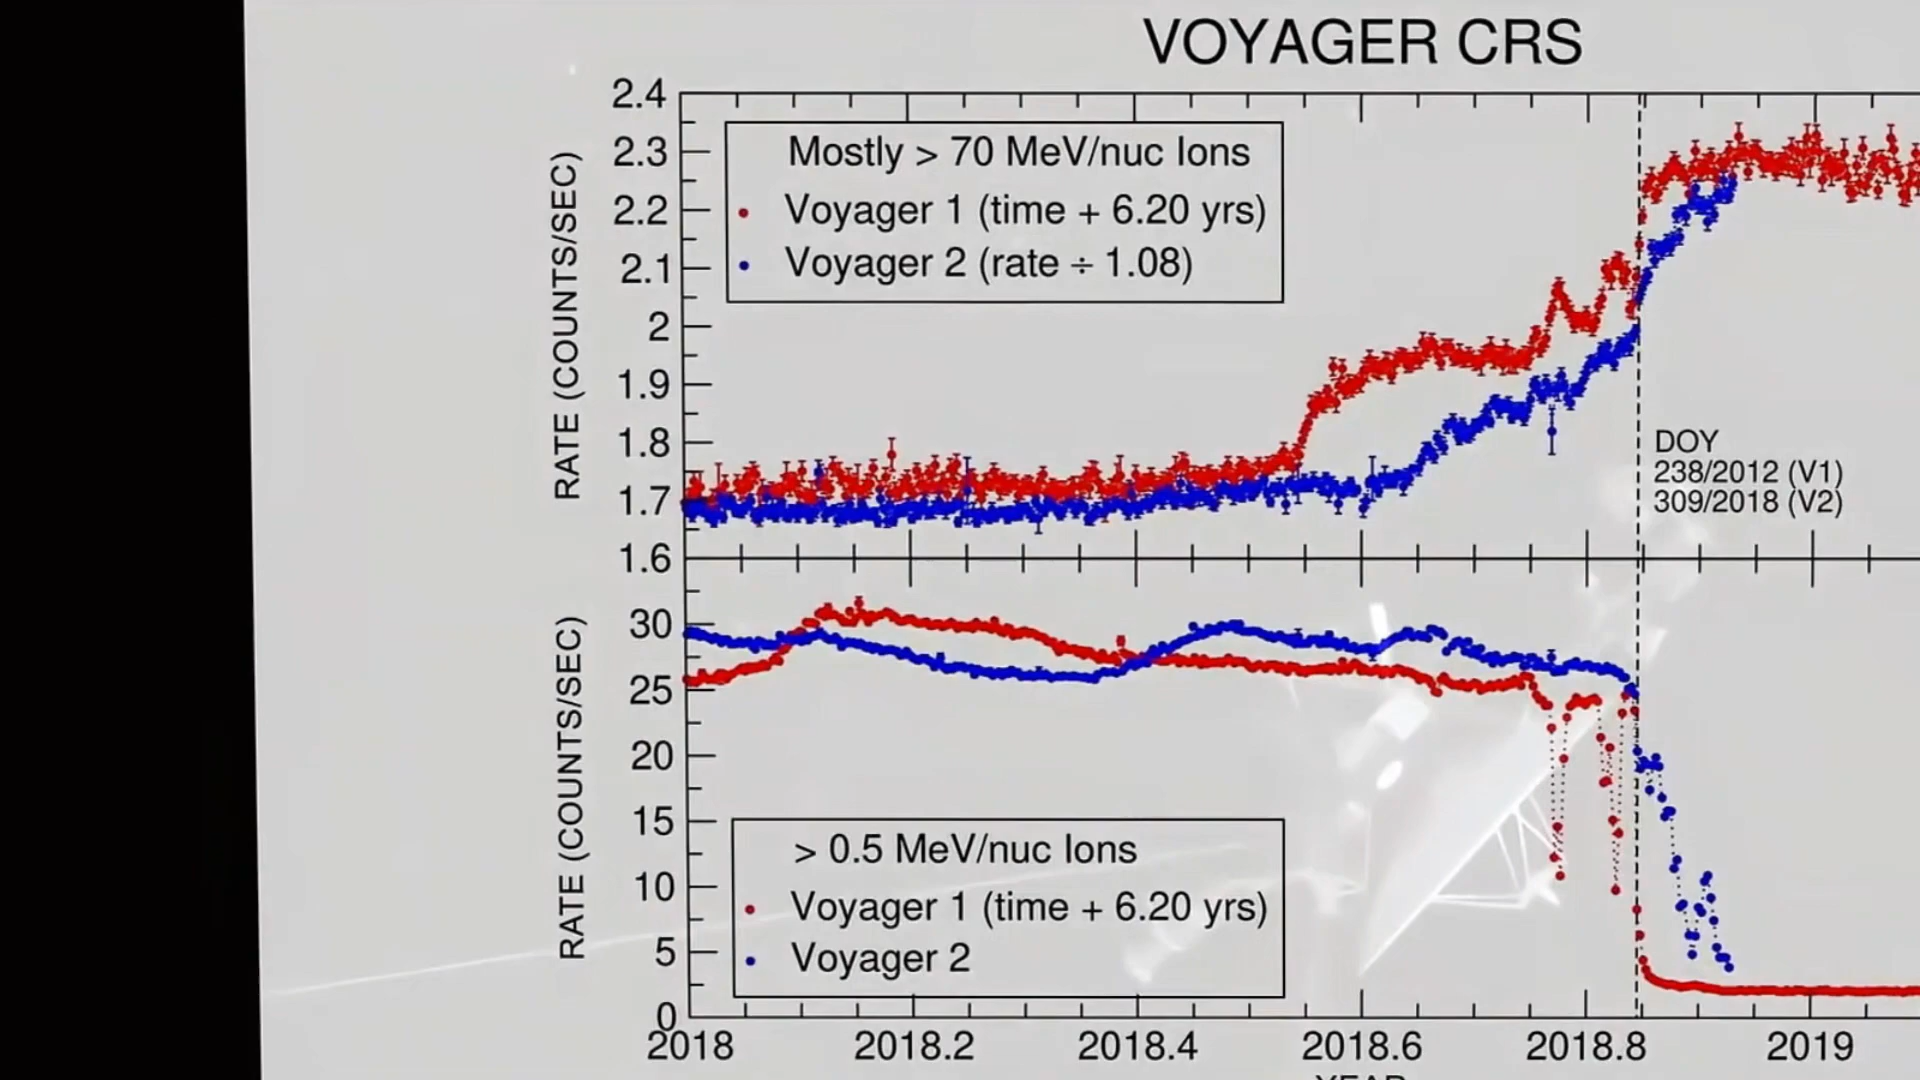 VOYAGER CRS
2.4
2.3
2.2
2.1
2
1.9
1.8
1.7
1.6
RATE (COUNTS/SEC)
Mostly > 70 MeV/nuc Ions
Voyager 1 (time + 6.20 yrs)
Voyager 2 (rate ÷ 1.08)
DOY
238/2012 (V1)
309/2018 (V2)
30
25
20
15
10
5
0
RATE (COUNTS/SEC)
> 0.5 MeV/nuc Ions
Voyager 1 (time + 6.20 yrs)
Voyager 2
2018 2018.2 2018.4 2018.6 2018.8 2019
YEAR